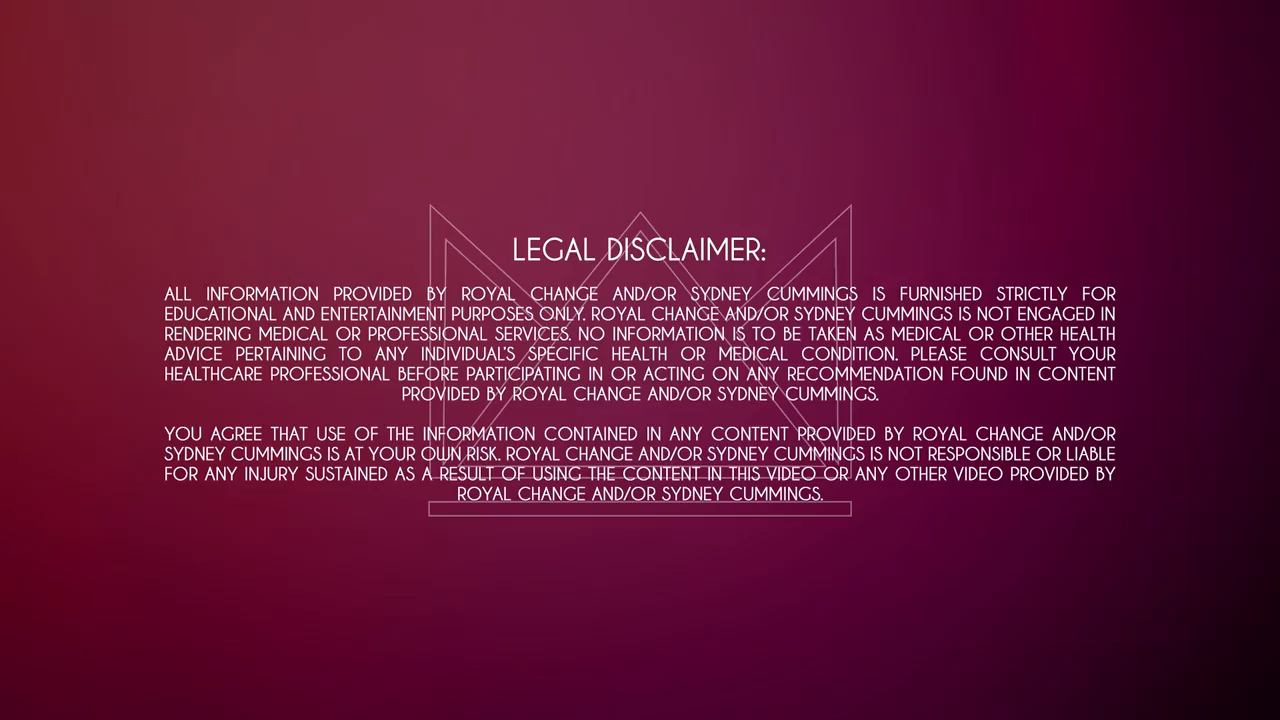 LEGAL DISCLAIMER:
ALL INFORMATION PROVIDED BY ROYAL CHANGE AND/OR SYDNEY CUMMINGS IS FURNISHED STRICTLY FOR
EDUCATIONAL AND ENTERTAINMENT PURPOSES ONLY. ROYAL CHANGE AND/OR SYDNEY CUMMINGS IS NOT ENGAGED IN
RENDERING MEDICAL OR PROFESSIONAL SERVICES. NO INFORMATION IS TO BE TAKEN AS MEDICAL OR OTHER HEALTH
ADVICE PERTAINING TO ANY INDIVIDUAL'S SPECIFIC HEALTH OR MEDICAL CONDITION. PLEASE CONSULT YOUR
HEALTHCARE PROFESSIONAL BEFORE PARTICIPATING IN OR ACTING ON ANY RECOMMENDATION FOUND IN CONTENT
PROVIDED BY ROYAL CHANGE AND/OR SYDNEY CUMMINGS.
YOU AGREE THAT USE OF THE INFORMATION CONTAINED IN ANY CONTENT PROVIDED BY ROYAL CHANGE AND/OR
SYDNEY CUMMINGS IS AT YOUR OWN RISK. ROYAL CHANGE AND/OR SYDNEY CUMMINGS IS NOT RESPONSIBLE OR LIABLE
FOR ANY INJURY SUSTAINED AS A RESULT OF USING THE CONTENT IN THIS VIDEO OR ANY OTHER VIDEO PROVIDED BY
ROYAL CHANGE AND/OR SYDNEY CUMMINGS.